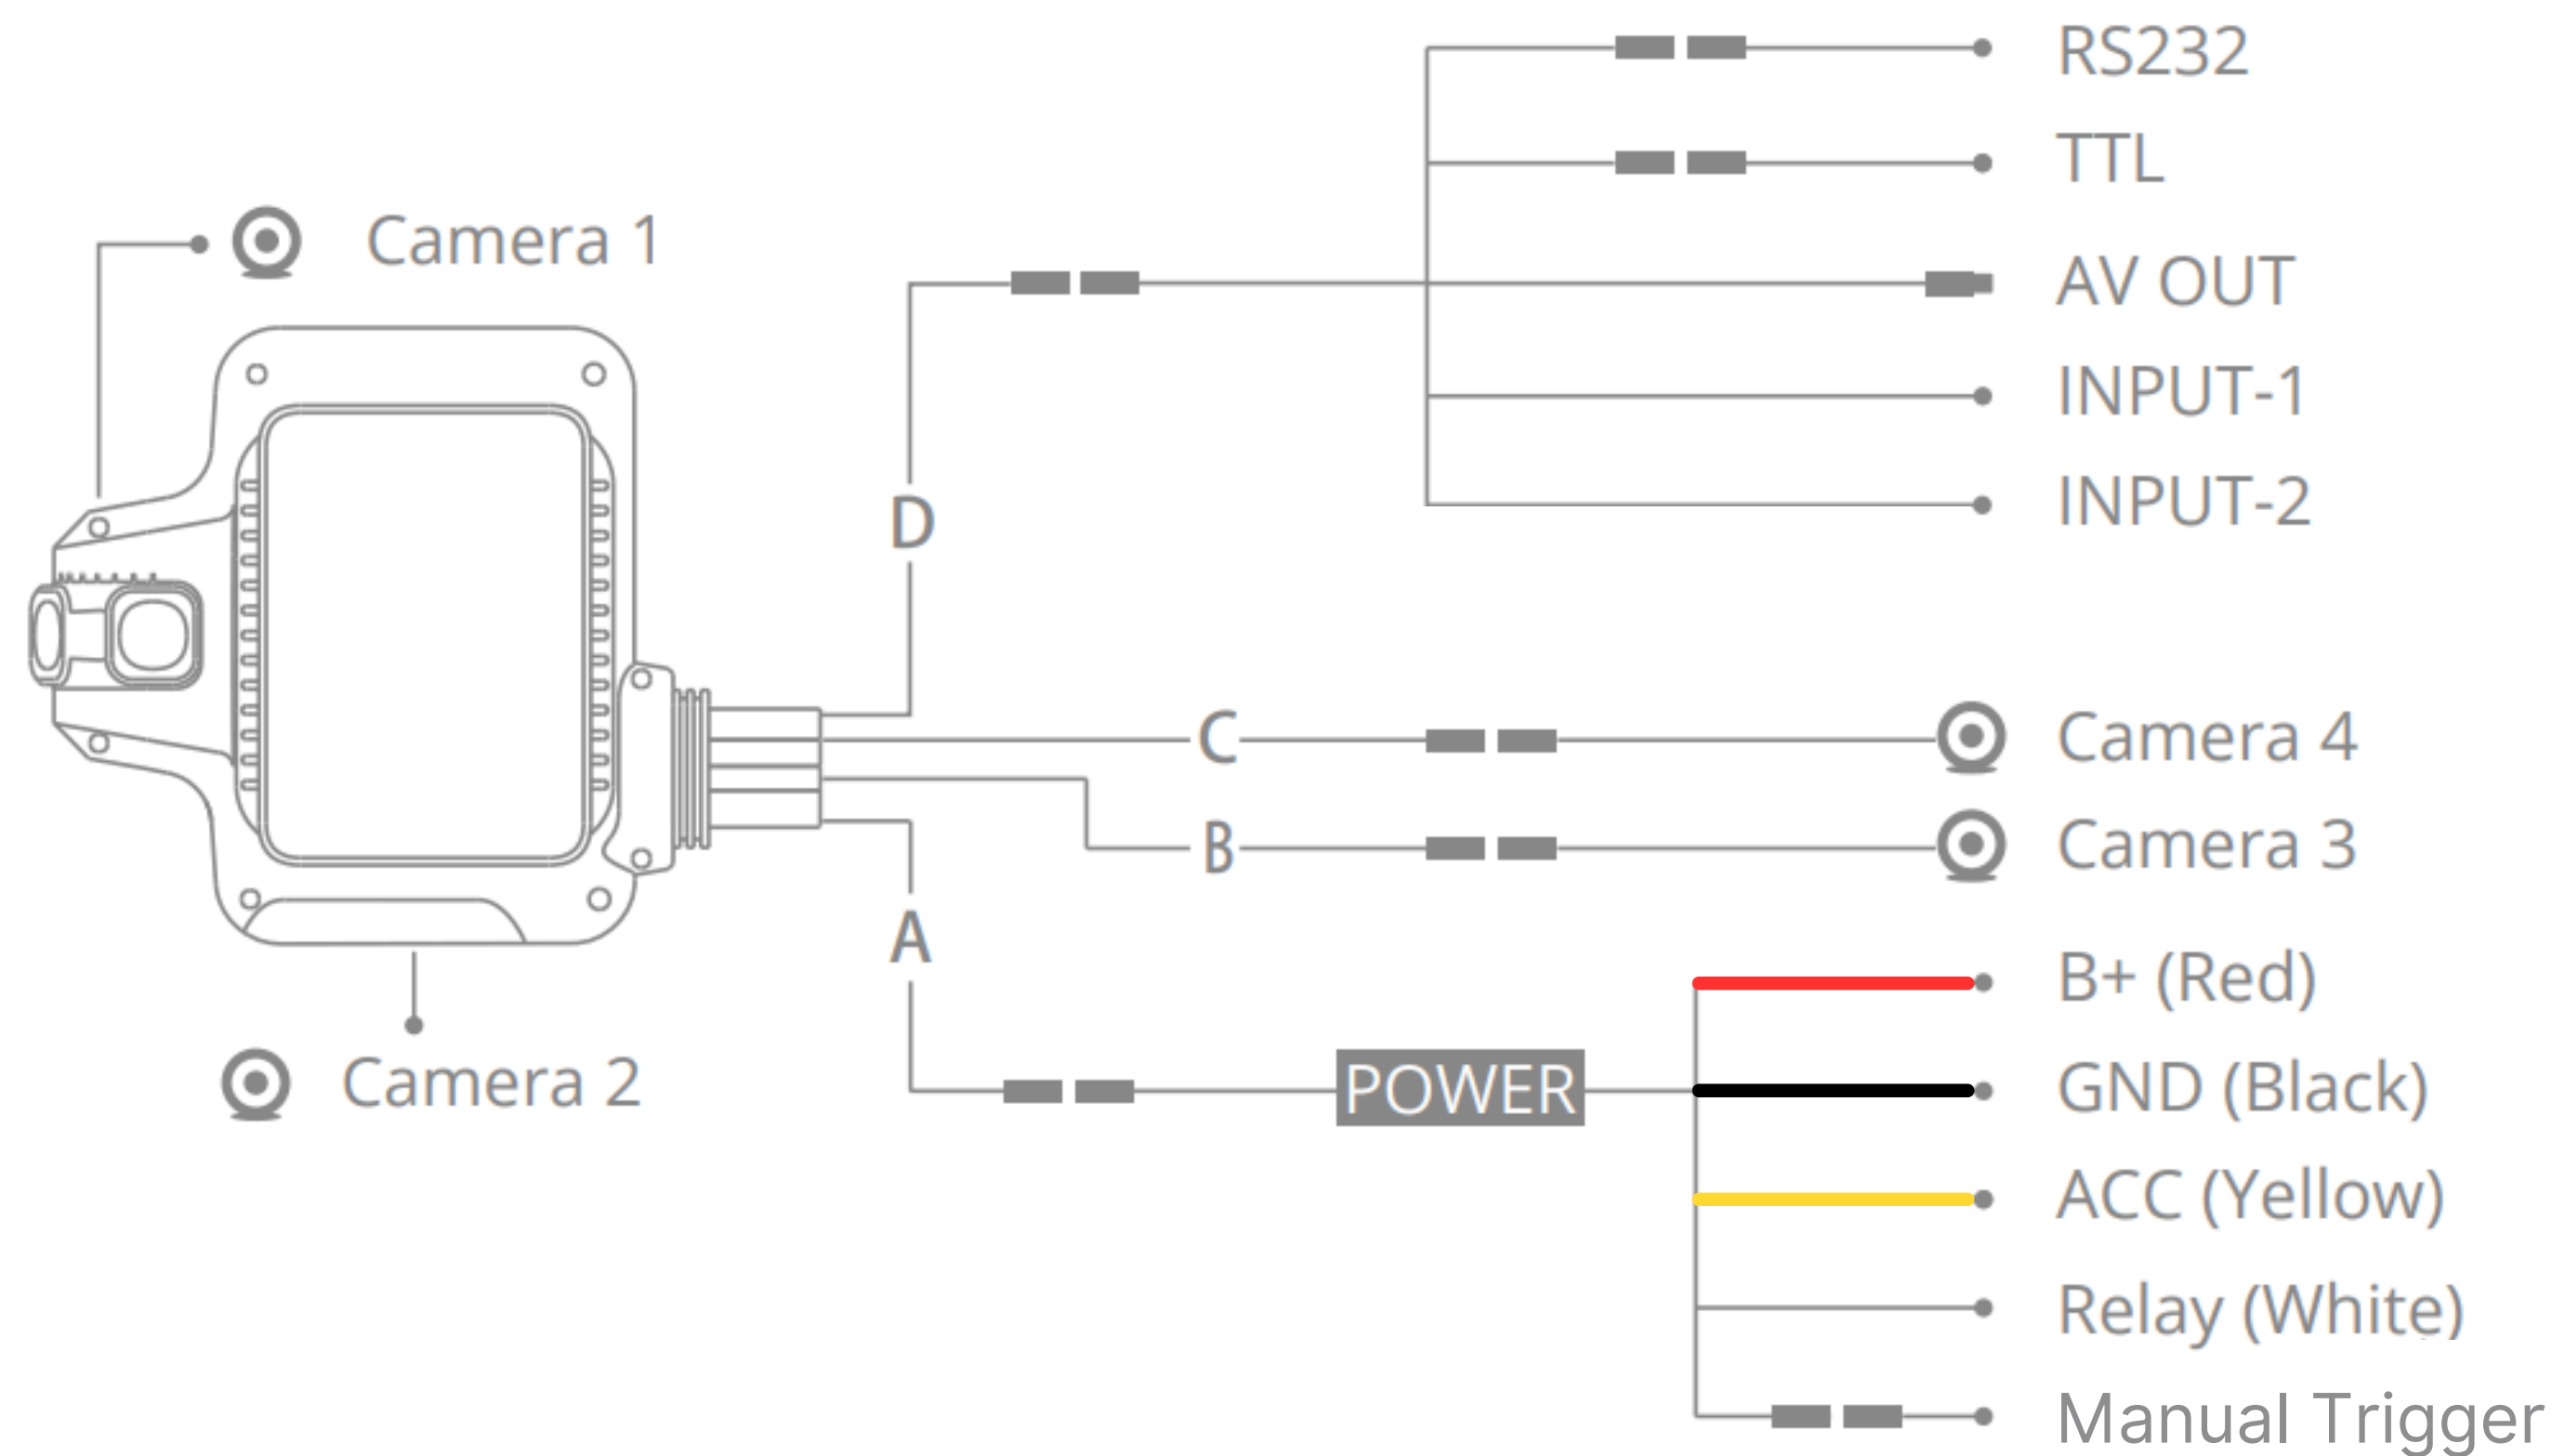 RS232
TTL
Camera 1
AV OUT
INPUT-1
INPUT-2
D
C
Camera 4
B
Camera 3
A
B+ (Red)
Camera 2
POWER
GND (Black)
ACC (Yellow)
Relay (White)
Manual Trigger